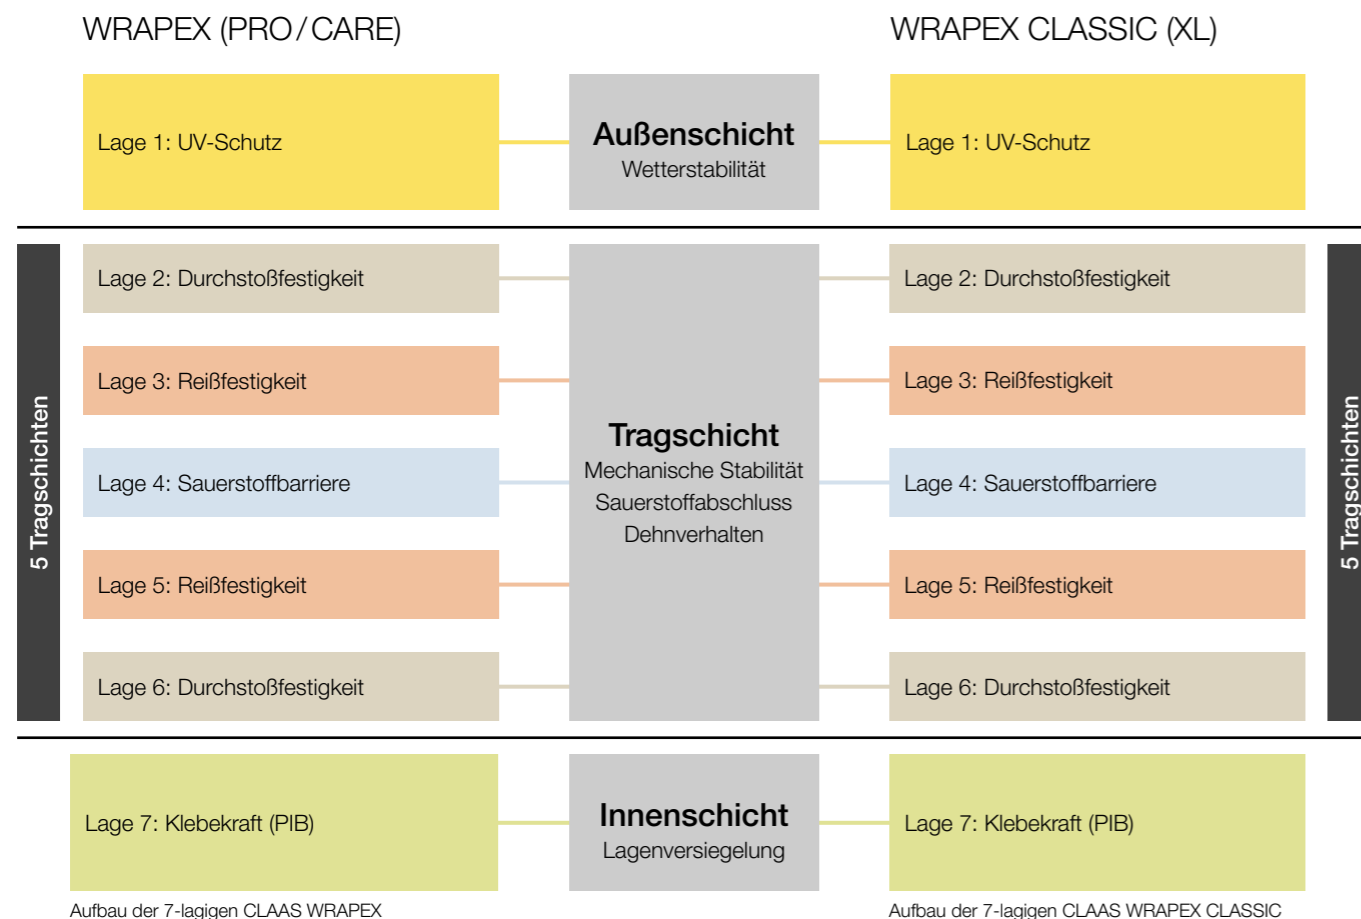 WRAPEX (PRO/CARE)
WRAPEX CLASSIC (XL)
Lage 1: UV-Schutz
Außenschicht
Wetterstabilität
Lage 1: UV-Schutz
5 Tragschichten
Lage 2: Durchstoßfestigkeit
Lage 3: Reißfestigkeit
Lage 4: Sauerstoffbarriere
Lage 5: Reißfestigkeit
Lage 6: Durchstoßfestigkeit
Tragschicht
Mechanische Stabilität
Sauerstoffabschluss
Dehnverhalten
Lage 2: Durchstoßfestigkeit
Lage 3: Reißfestigkeit
Lage 4: Sauerstoffbarriere
Lage 5: Reißfestigkeit
Lage 6: Durchstoßfestigkeit
5 Tragschichten
Lage 7: Klebekraft (PIB)
Innenschicht
Lagenversiegelung
Lage 7: Klebekraft (PIB)
Aufbau der 7-lagigen CLAAS WRAPEX
Aufbau der 7-lagigen CLAAS WRAPEX CLASSIC